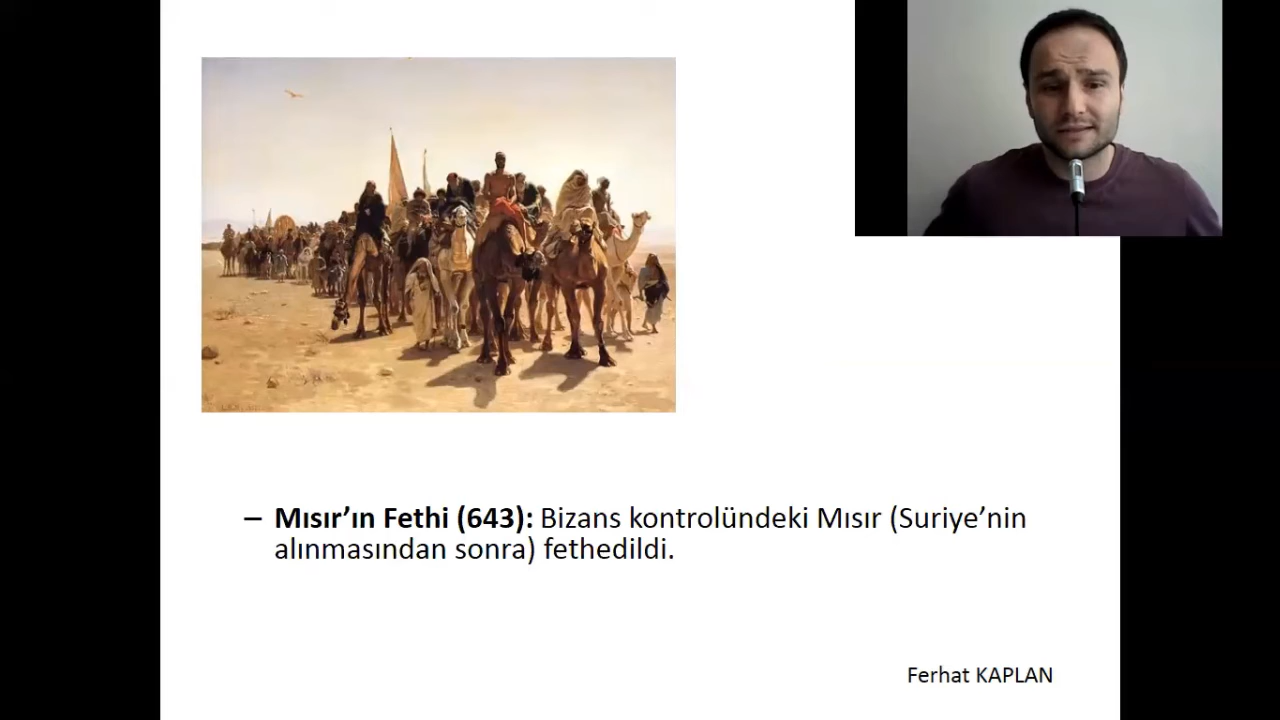 – Mısır’ın Fethi (643): Bizans kontrolündeki Mısır (Suriye’nin
alınmasından sonra) fethedildi.
Ferhat KAPLAN